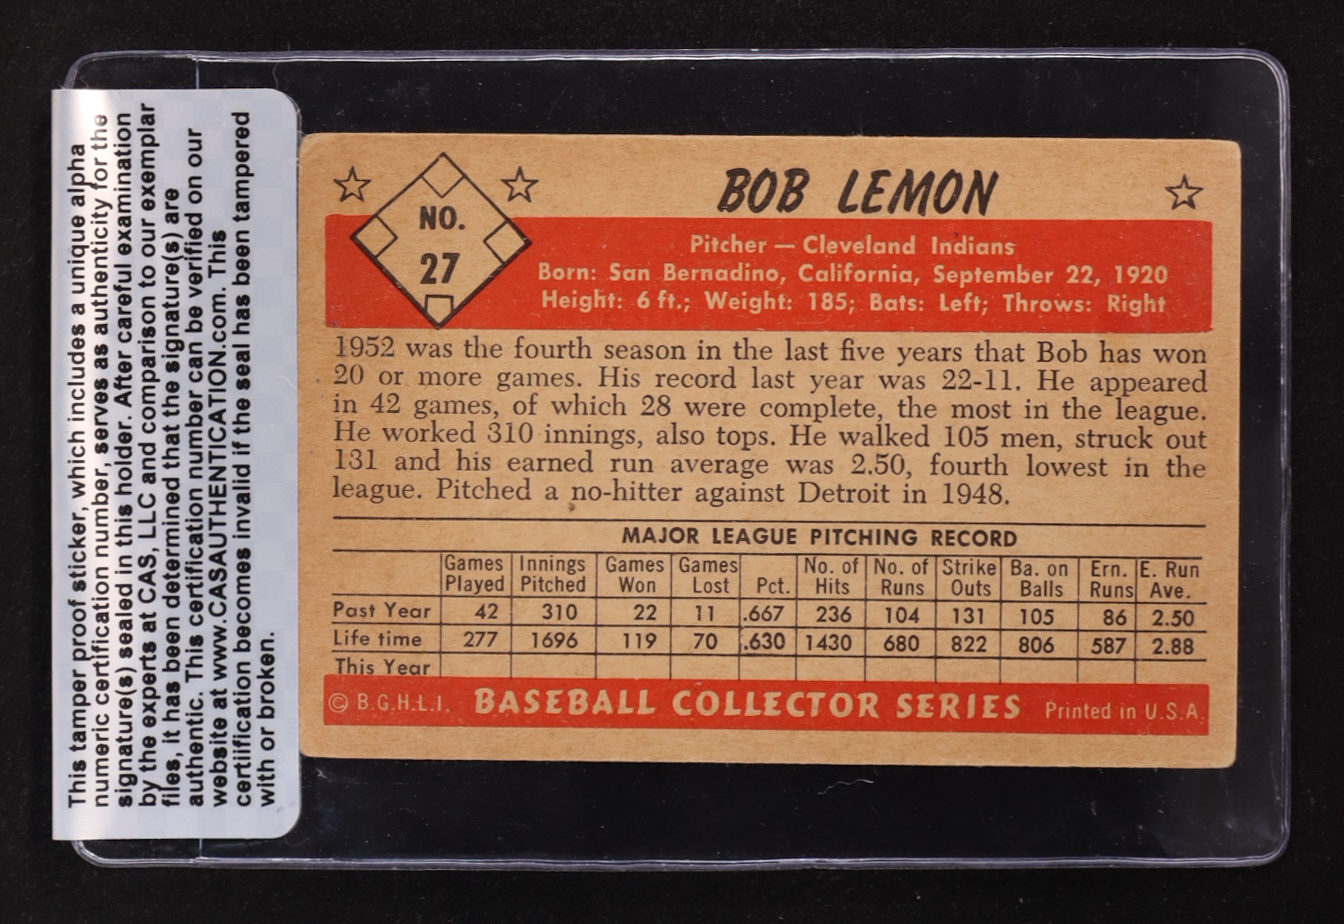 This tamper proof sticker, which includes a unique alpha
numeric certification number, serves as authenticity for the
signature(s) sealed in this holder. After careful examination
by the experts at CAS, LLC and comparison to our exemplar
files, it has been determined that the signature(s) are
authentic. This certification number can be verified on our
website at www.CASAUTHENTICATION.com. This
certiification becomes invalid if the seal has been tampered
with or broken.
NO.
27
BOB LEMON
Pitcher — Cleveland Indians
Born: San Bernadino, California, September 22, 1920
Height: 6 ft.; Weight: 185; Bats: Left; Throws: Right
1952 was the fourth season in the last five years that Bob has won
20 or more games. His record last year was 22-11. He appeared
in 42 games, of which 28 were complete, the most in the league.
He worked 310 innings, also tops. He walked 105 men, struck out
131 and his earned run average was 2.50, fourth lowest in the
league. Pitched a no-hitter against Detroit in 1948.
MAJOR LEAGUE PITCHING RECORD
Games Innings Games Games No. of No. of Strike Ba. on Ern. E. Run
Played Pitched Won Lost Pct. Hits Runs Outs Balls Runs Ave.
Past Year 42 310 22 11 .667 236 104 131 105 86 2.50
Life time 277 1696 119 70 .630 1430 680 822 806 587 2.88
This Year
© B.G.H.L.I. BASEBALL COLLECTOR SERIES Printed in U.S.A.